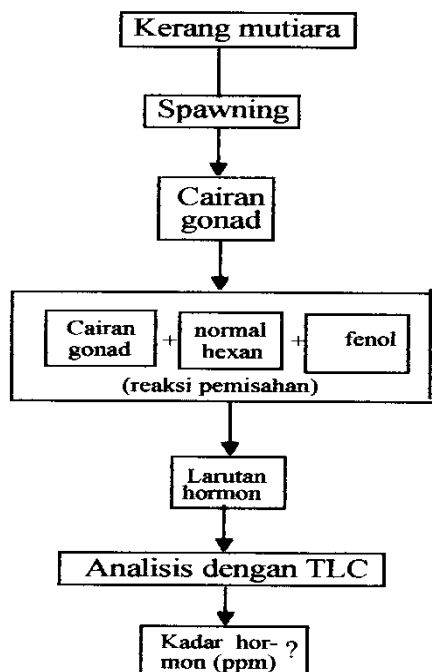 Kerang mutiara
Spawning
Cairan
gonad
Cairan
gonad
+
normal
hexan
+
fenol
(reaksi pemisahan)
Larutan
hormon
Analisis dengan TLC
Kadar hor-
mon (ppm) ?